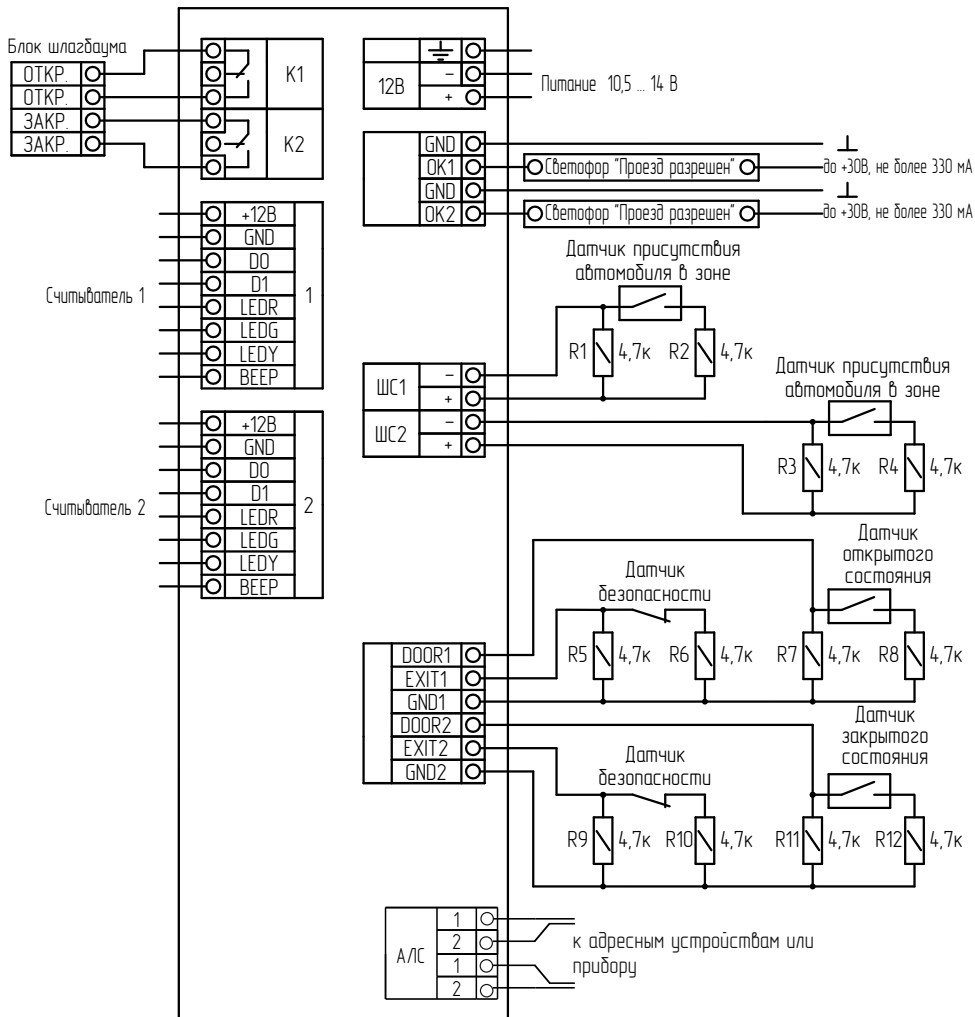 Блок шлагбаума
ОТКР.
ОТКР.
ЗАКР.
ЗАКР.
К1
К2
12В
–
+
Питание 10,5 ... 14 В
GND
OK1
GND
OK2
Светофор "Проезд разрешен"
до +30В, не более 330 мА
Светофор "Проезд разрешен"
до +30В, не более 330 мА
Считыватель 1
+12В
GND
D0
D1
LEDR
LEDG
LEDY
BEEP
1
Датчик присутствия
автомобиля в зоне
R1 4,7к R2 4,7к
ШС1
–
+
ШС2
–
+
Датчик присутствия
автомобиля в зоне
R3 4,7к R4 4,7к
Считыватель 2
+12В
GND
D0
D1
LEDR
LEDG
LEDY
BEEP
2
Датчик
безопасности
R5 4,7к R6 4,7к
Датчик
открытого
состояния
R7 4,7к R8 4,7к
DOOR1
EXIT1
GND1
DOOR2
EXIT2
GND2
Датчик
безопасности
R9 4,7к R10 4,7к
Датчик
закрытого
состояния
R11 4,7к R12 4,7к
АЛС
1
2
1
2
к адресным устройствам или
прибору